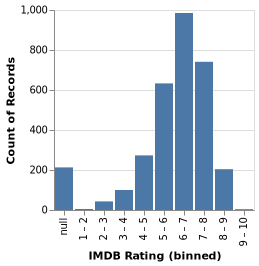 1,000
800
600
400
200
0
Count of Records
null
1 – 2
2 – 3
3 – 4
4 – 5
5 – 6
6 – 7
7 – 8
8 – 9
9 – 10
IMDB Rating (binned)